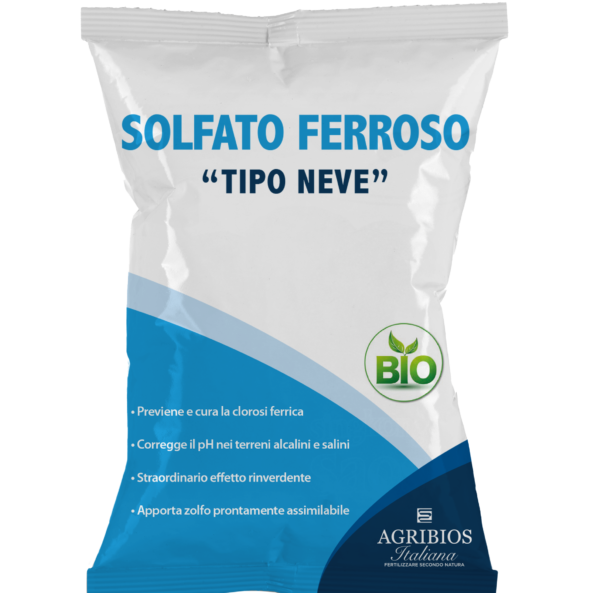 SOLFATO FERROSO
“TIPO NEVE”
BIO
• Previene e cura la clorosi ferrica
• Corregge il pH nei terreni alcalini e salini
• Straordinario effetto rinverdente
• Apporta zolfo prontamente assimilabile
AGRIBIOS
Italiana
FERTILIZZARE SECONDO NATURA